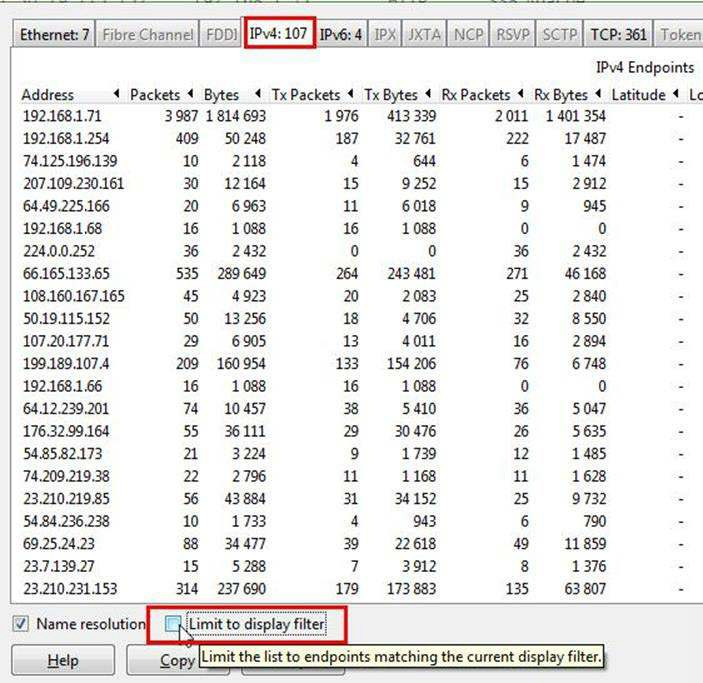 Ethernet: 7 Fibre Channel FDDI IPv4: 107 IPv6: 4 IPX JXTA NCP RSVP SCTP TCP: 361 Token
IPv4 Endpoints
Address Packets Bytes Tx Packets Tx Bytes Rx Packets Rx Bytes Latitude Lo
192.168.1.71 3 987 1 814 693 1 976 413 339 2 011 1 401 354 -
192.168.1.254 409 50 248 187 32 761 222 17 487 -
74.125.196.139 10 2 118 4 644 6 1 474 -
207.109.230.161 30 12 164 15 9 252 15 2 912 -
64.49.225.166 20 6 963 11 6 018 9 945 -
192.168.1.68 16 1 088 16 1 088 0 0 -
224.0.0.252 36 2 432 0 0 36 2 432 -
66.165.133.65 535 289 649 264 243 481 271 46 168 -
108.160.167.165 45 4 923 20 2 083 25 2 840 -
50.19.115.152 50 13 256 18 4 706 32 8 550 -
107.20.177.71 29 6 905 13 4 011 16 2 894 -
199.189.107.4 209 160 954 133 154 206 76 6 748 -
192.168.1.66 16 1 088 16 1 088 0 0 -
64.12.239.201 74 10 457 38 5 410 36 5 047 -
176.32.99.164 55 36 111 29 30 476 26 5 635 -
54.85.82.173 21 3 224 9 1 739 12 1 485 -
74.209.219.38 22 2 796 11 1 168 11 1 628 -
23.210.219.85 56 43 884 31 34 152 25 9 732 -
54.84.236.238 10 1 733 4 943 6 790 -
69.25.24.23 88 34 477 39 22 618 49 11 859 -
23.7.139.27 15 5 288 7 3 912 8 1 376 -
23.210.231.153 314 237 690 179 173 883 135 63 807 -
Name resolution Limit to display filter
Limit the list to endpoints matching the current display filter.
Help Copy